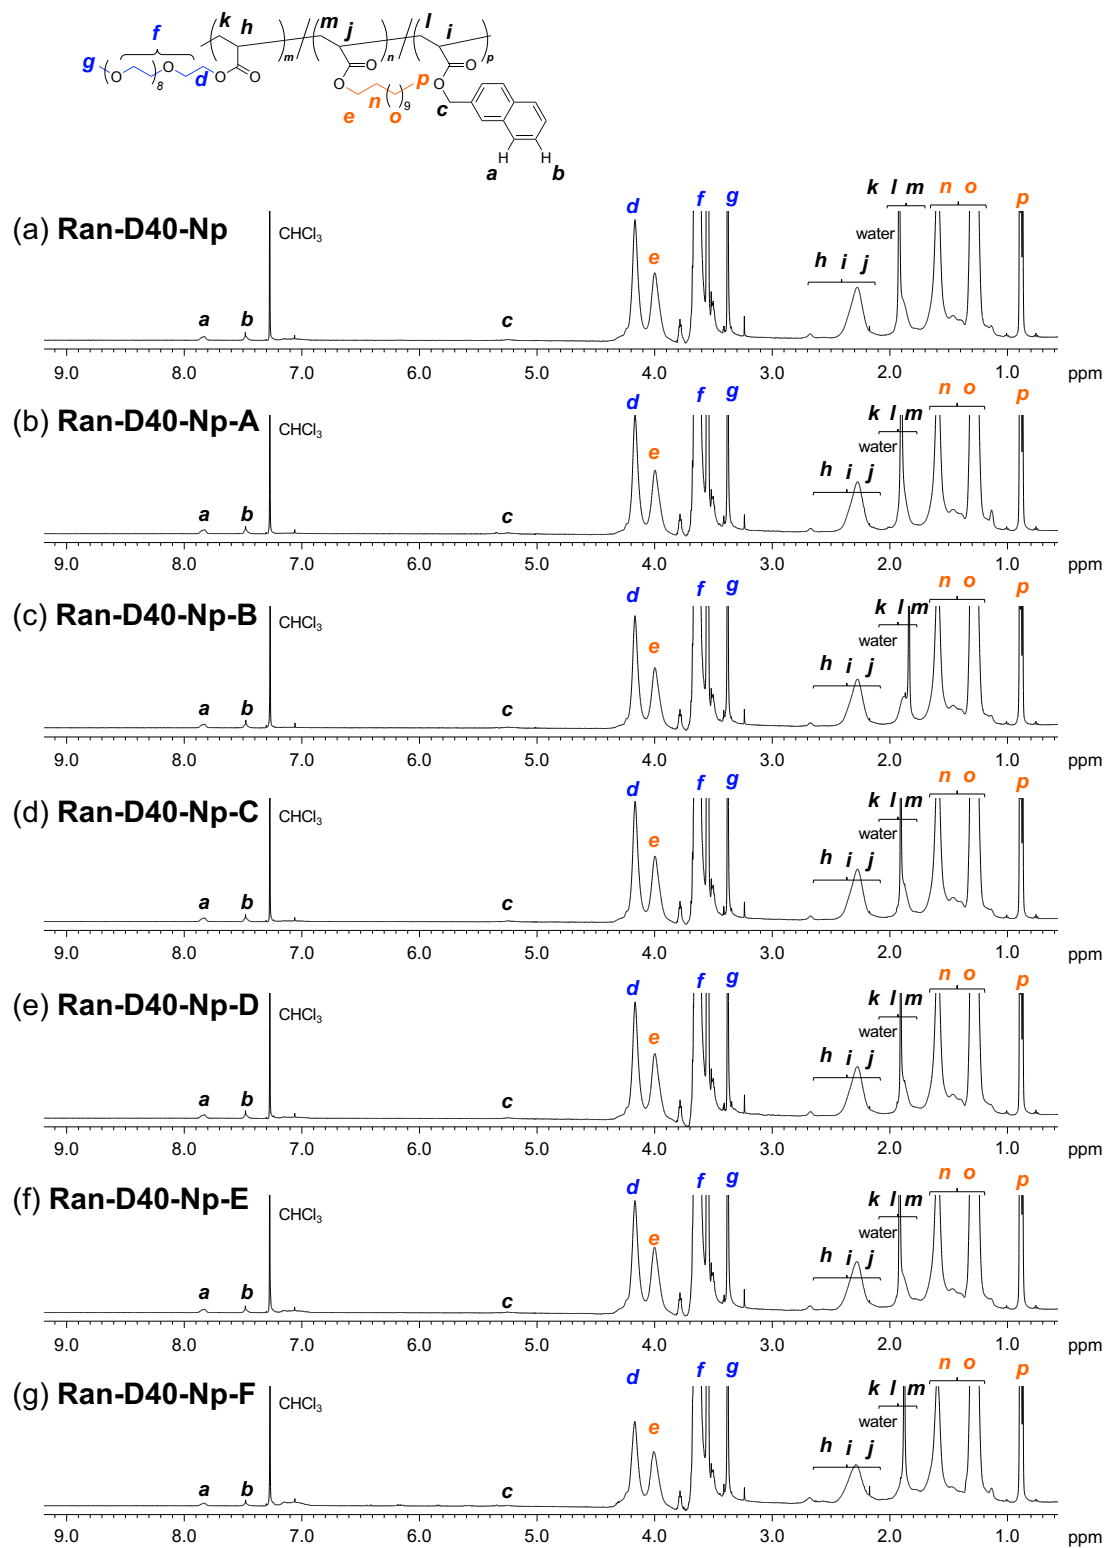 k h m j l i
f
m n p
g O 8 O d O O O O O O
e n o 9 p c
H H
a b
(a) Ran-D40-Np
CHCl3
a b c d e f g h i j k l m n o p
water
9.0 8.0 7.0 6.0 5.0 4.0 3.0 2.0 1.0 ppm
(b) Ran-D40-Np-A
CHCl3
a b c d e f g h i j k l m n o p
water
9.0 8.0 7.0 6.0 5.0 4.0 3.0 2.0 1.0 ppm
(c) Ran-D40-Np-B
CHCl3
a b c d e f g h i j k l m n o p
water
9.0 8.0 7.0 6.0 5.0 4.0 3.0 2.0 1.0 ppm
(d) Ran-D40-Np-C
CHCl3
a b c d e f g h i j k l m n o p
water
9.0 8.0 7.0 6.0 5.0 4.0 3.0 2.0 1.0 ppm
(e) Ran-D40-Np-D
CHCl3
a b c d e f g h i j k l m n o p
water
9.0 8.0 7.0 6.0 5.0 4.0 3.0 2.0 1.0 ppm
(f) Ran-D40-Np-E
CHCl3
a b c d e f g h i j k l m n o p
water
9.0 8.0 7.0 6.0 5.0 4.0 3.0 2.0 1.0 ppm
(g) Ran-D40-Np-F
CHCl3
a b c d e f g h i j k l m n o p
water
9.0 8.0 7.0 6.0 5.0 4.0 3.0 2.0 1.0 ppm